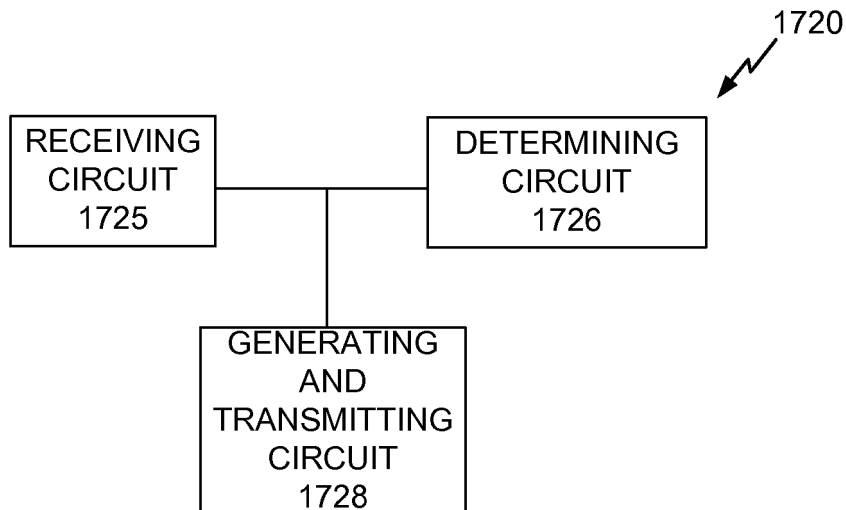 1720
RECEIVING
CIRCUIT
1725
DETERMINING
CIRCUIT
1726
GENERATING
AND
TRANSMITTING
CIRCUIT
1728